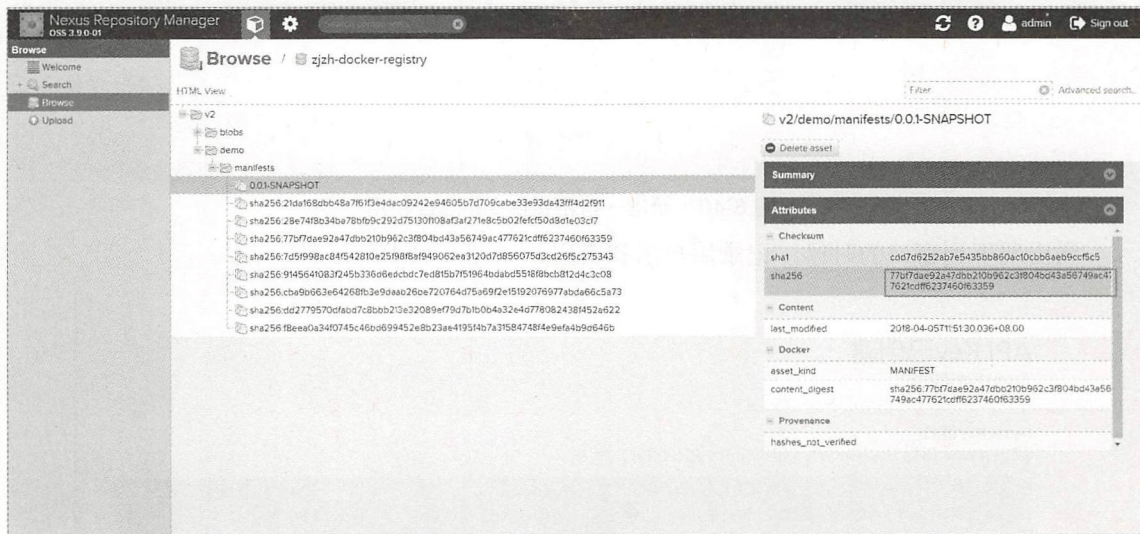 Nexus Repository Manager
OSS 3.9.0-01
admin
Sign out
Browse
Welcome
Search
Browse
Upload
Browse / zjzh-docker-registry
HTML View
Filter
Advanced search...
v2
blobs
demo
manifests
0.0.1-SNAPSHOT
sha256:21da168dbb48a7f61f3e4dac09242e94605b7d709cabe33e93da43fff4d2f911
sha256:28e74f8b34ba78bfb9c292d75130f108af3af271e8c5b02fefcf50d8d1e03cf7
sha256:77bf7dae92a47dbb210b962c3f804bd43a56749ac477621cdff6237460f63359
sha256:7d5f998ac84f542810e25f98f8af949062ea3120d7d856075d3cd26f5c275343
sha256:9145641083f245b336d6edcbdc7ed815b7f51964bdabd5518f8bcb812d4c3c08
sha256:cba9b663e64268fb3e9daab26be720764d75a69f2e15192076977abda66c5a73
sha256:dd2779570dfabd7c8bbb213e32089ef79d7b1b0b4a32e4d778082438f452a622
sha256:f8eea0a34f0745c46bd699452e8b23ae4195f4b7a31584748f4e9efa4b9d646b
v2/demo/manifests/0.0.1-SNAPSHOT
Delete asset
Summary
Attributes
Checksum
sha1 cdd7d6252ab7e5435bb860ac10cbb6aeb9ccf5c5
sha256 77bf7dae92a47dbb210b962c3f804bd43a56749ac47
7621cdff6237460f63359
Content
last_modified 2018-04-05T11:51:30.036+08:00
Docker
asset_kind MANIFEST
content_digest sha256:77bf7dae92a47dbb210b962c3f804bd43a56
749ac477621cdff6237460f63359
Provenance
hashes_not_verified